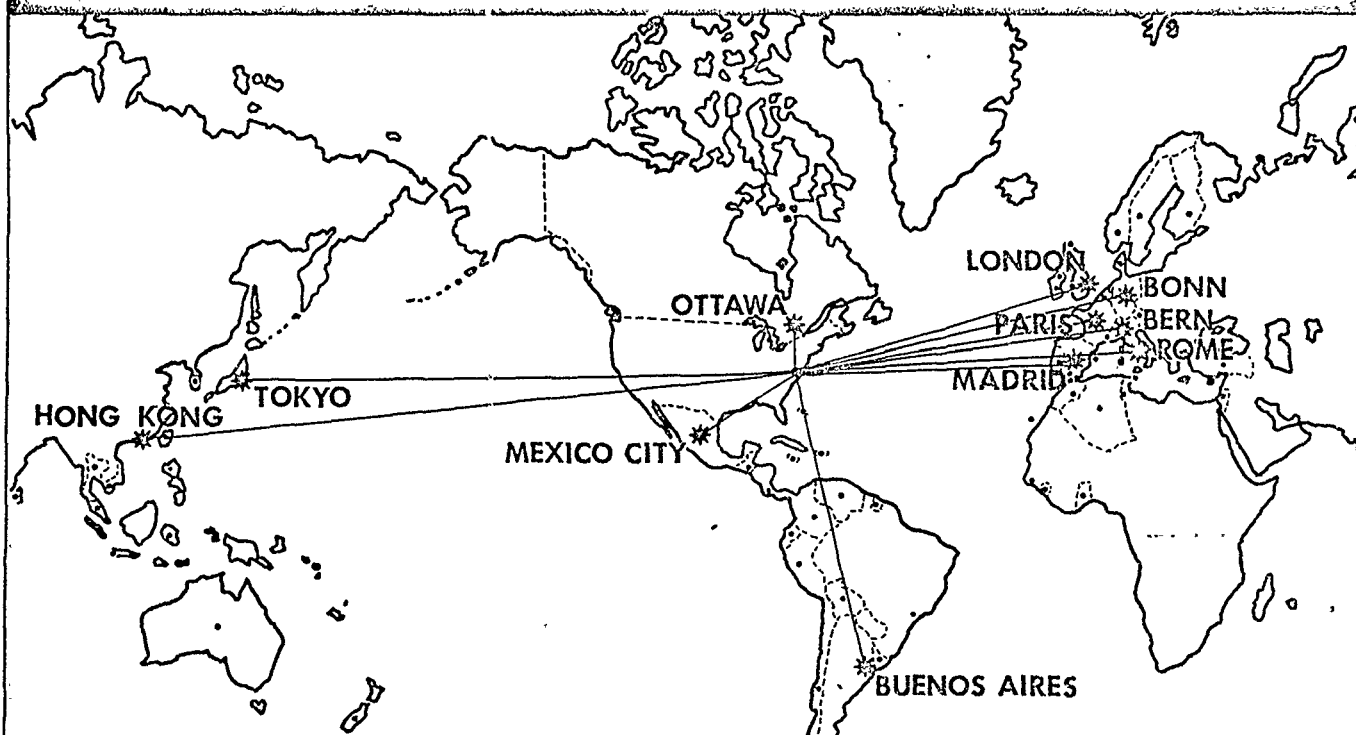 LONDON
BONN
OTTAWA
PARIS
BERN
ROME
MADRID
TOKYO
HONG KONG
MEXICO CITY
BUENOS AIRES